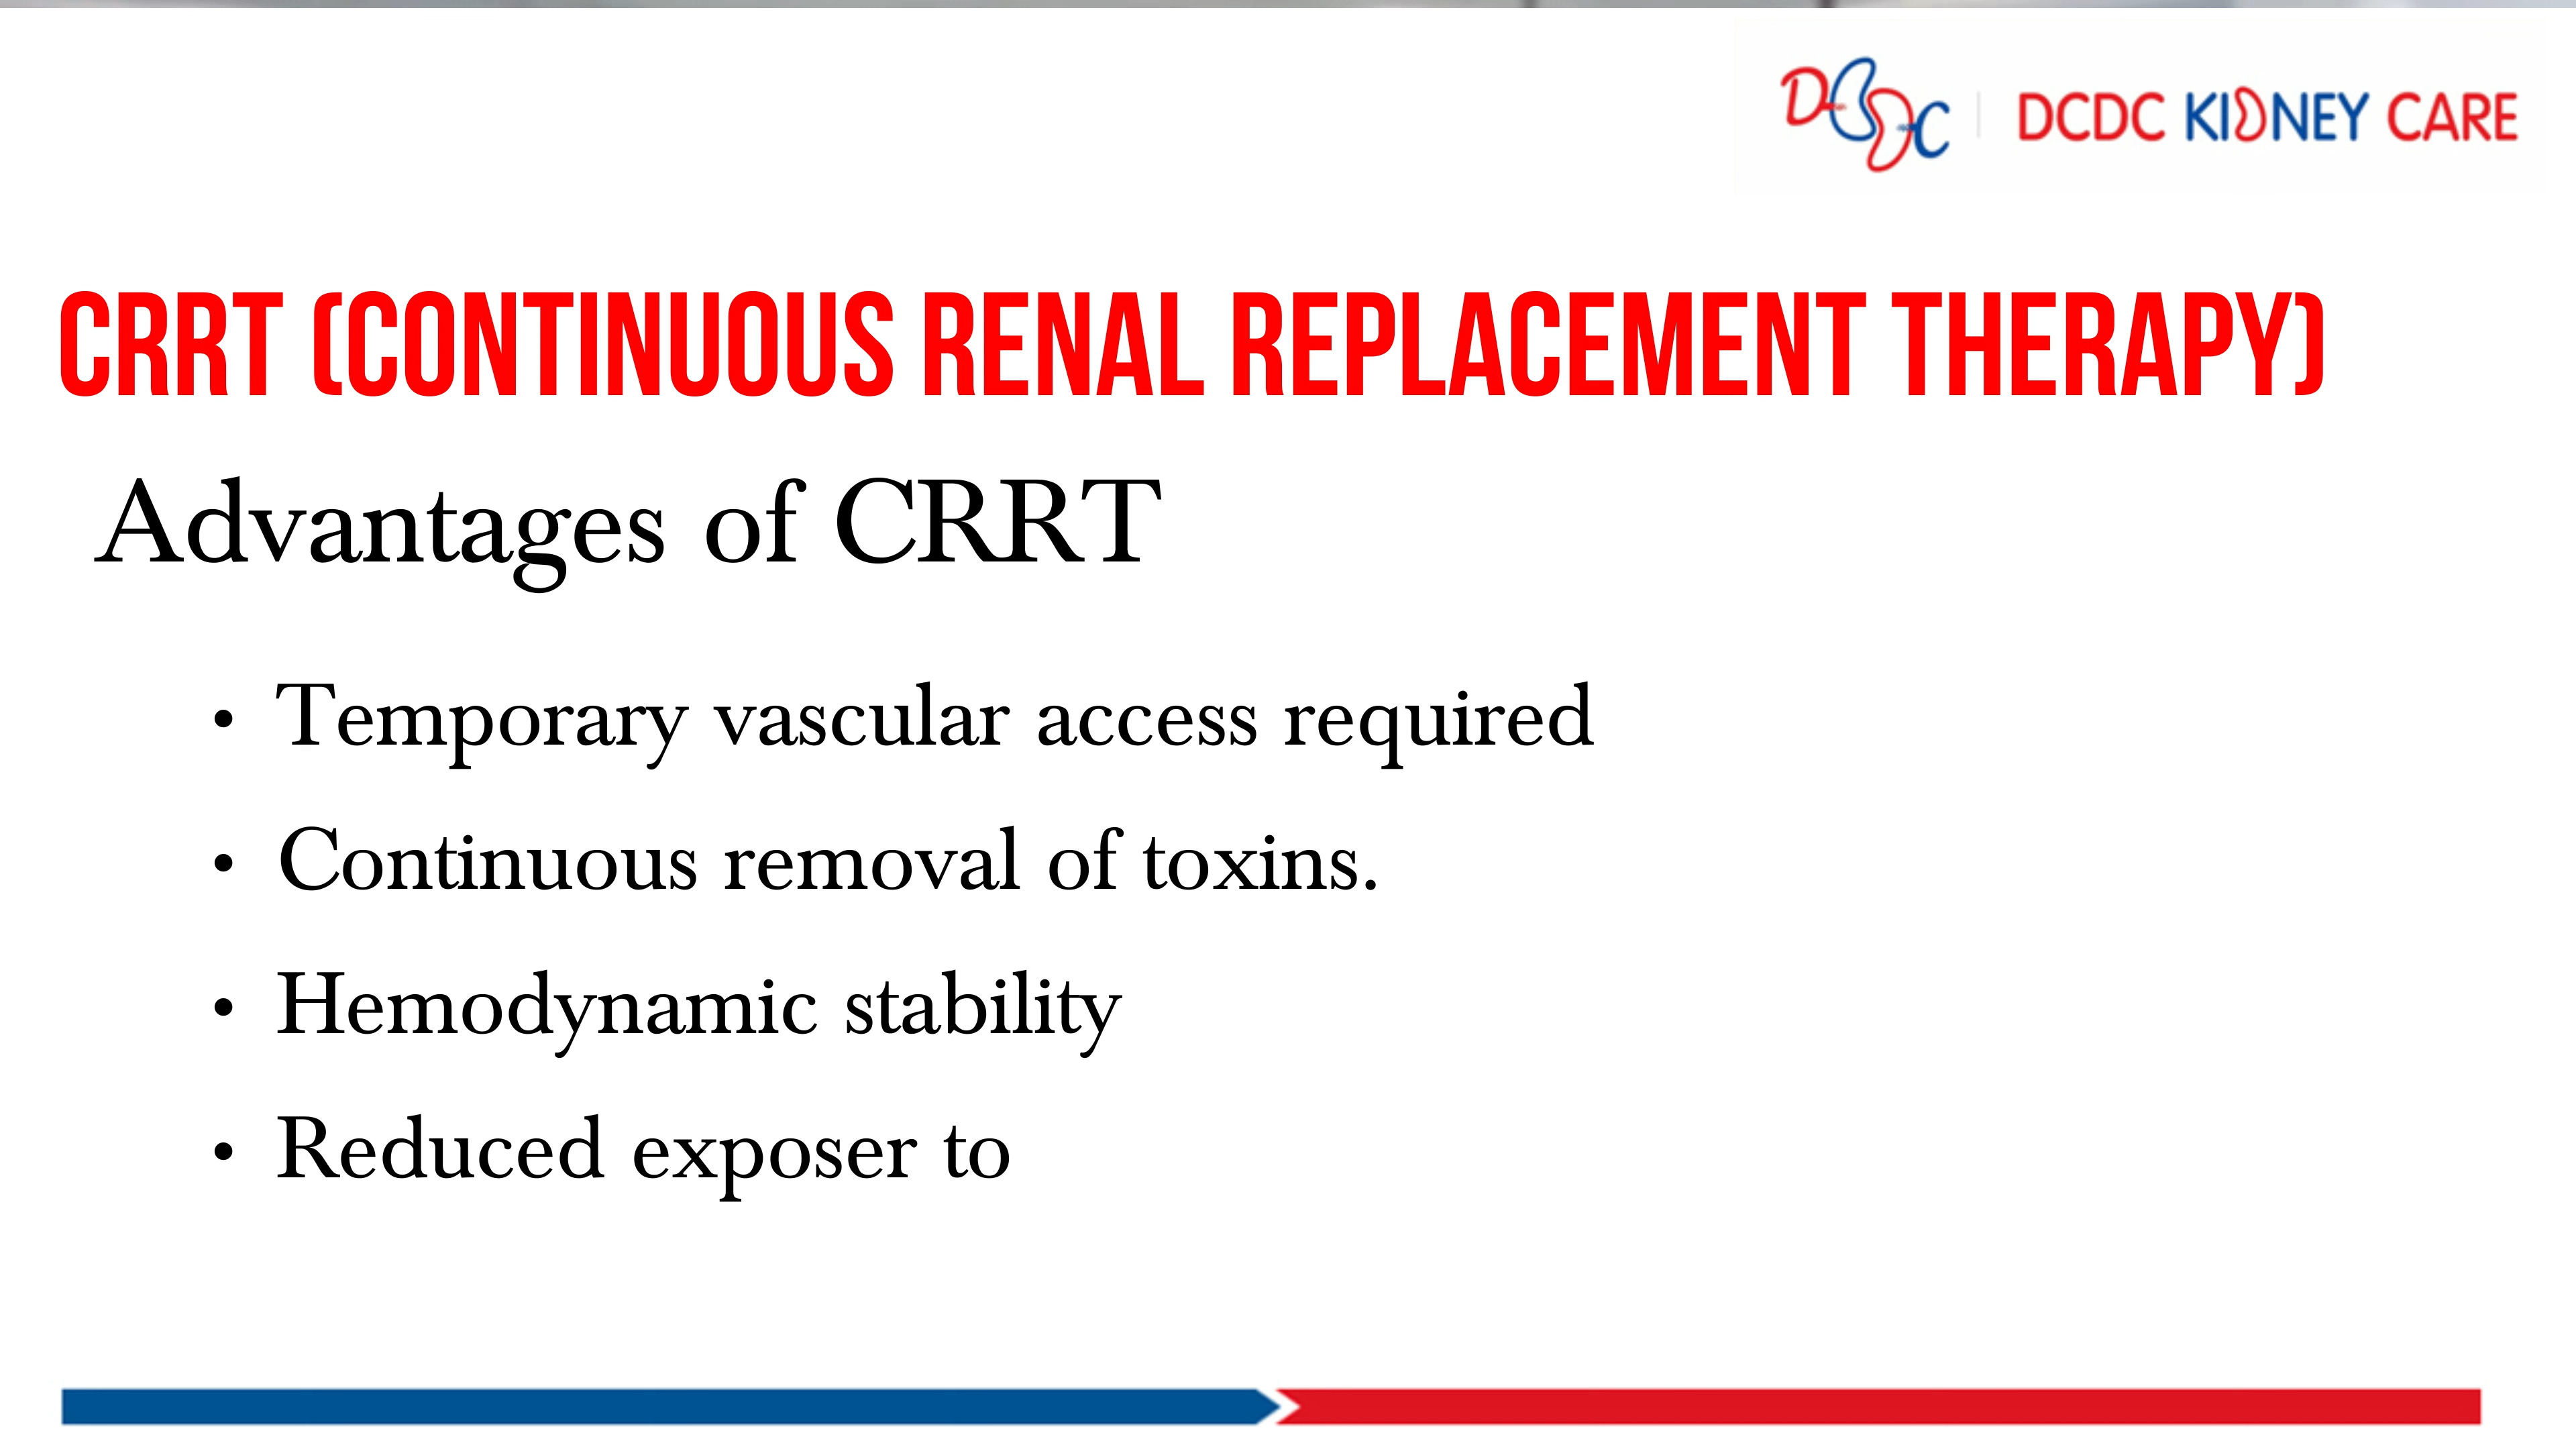 DCDC | DCDC KIDNEY CARE
CRRT (CONTINUOUS RENAL REPLACEMENT THERAPY)
Advantages of CRRT
• Temporary vascular access required
• Continuous removal of toxins.
• Hemodynamic stability
• Reduced exposer to